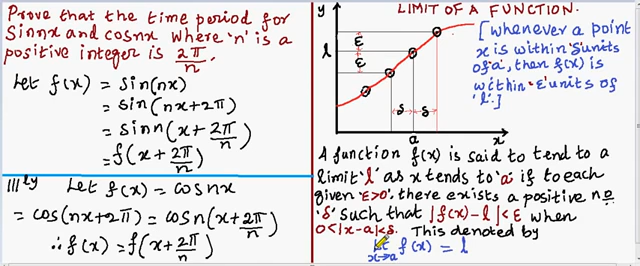 Prove that the time period for
Sinnx and cosnx where 'n' is a
positive integer is 2π/n
Let f(x) = sin(nx)
= sin(nx+2π)
= sinn(x+2π/n)
= f(x+2π/n)
IIIly Let f(x) = cosnx
= cos(nx+2π) = cosn(x+2π/n)
∴ f(x) = f(x+2π/n)
LIMIT OF A FUNCTION.
y
l
ε
ε
δ
δ
a
x
[whenever a point
x is within 'δ' units
of 'a', than f(x) is
within 'ε' units of
'l'.]
A function f(x) is said to tend to a
limit 'l' as x tends to 'a' if to each
given 'ε>0', there exists a positive no
'δ' such that |f(x)-l|<ε when
0<|x-a|<δ. This denoted by
Lt x→a f(x) = l